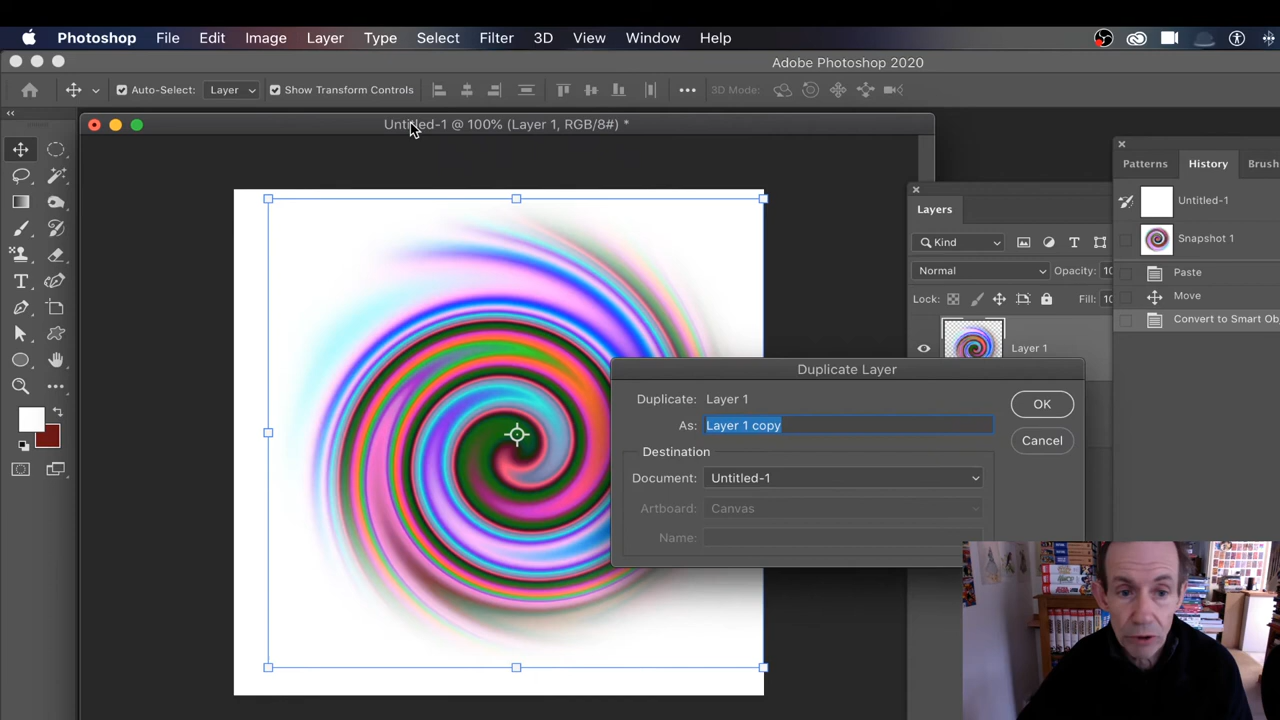 Photoshop File Edit Image Layer Type Select Filter 3D View Window Help
Adobe Photoshop 2020
Auto-Select: Layer Show Transform Controls 3D Mode:
Untitled-1 @ 100% (Layer 1, RGB/8#) *
Patterns History Brush
Untitled-1
Snapshot 1
Paste
Move
Convert to Smart Ob
Layers
Kind
Normal Opacity: 10
Lock: Fill: 10
Layer 1
Duplicate Layer
Duplicate: Layer 1
As: Layer 1 copy
Destination
Document: Untitled-1
Artboard: Canvas
Name:
OK
Cancel